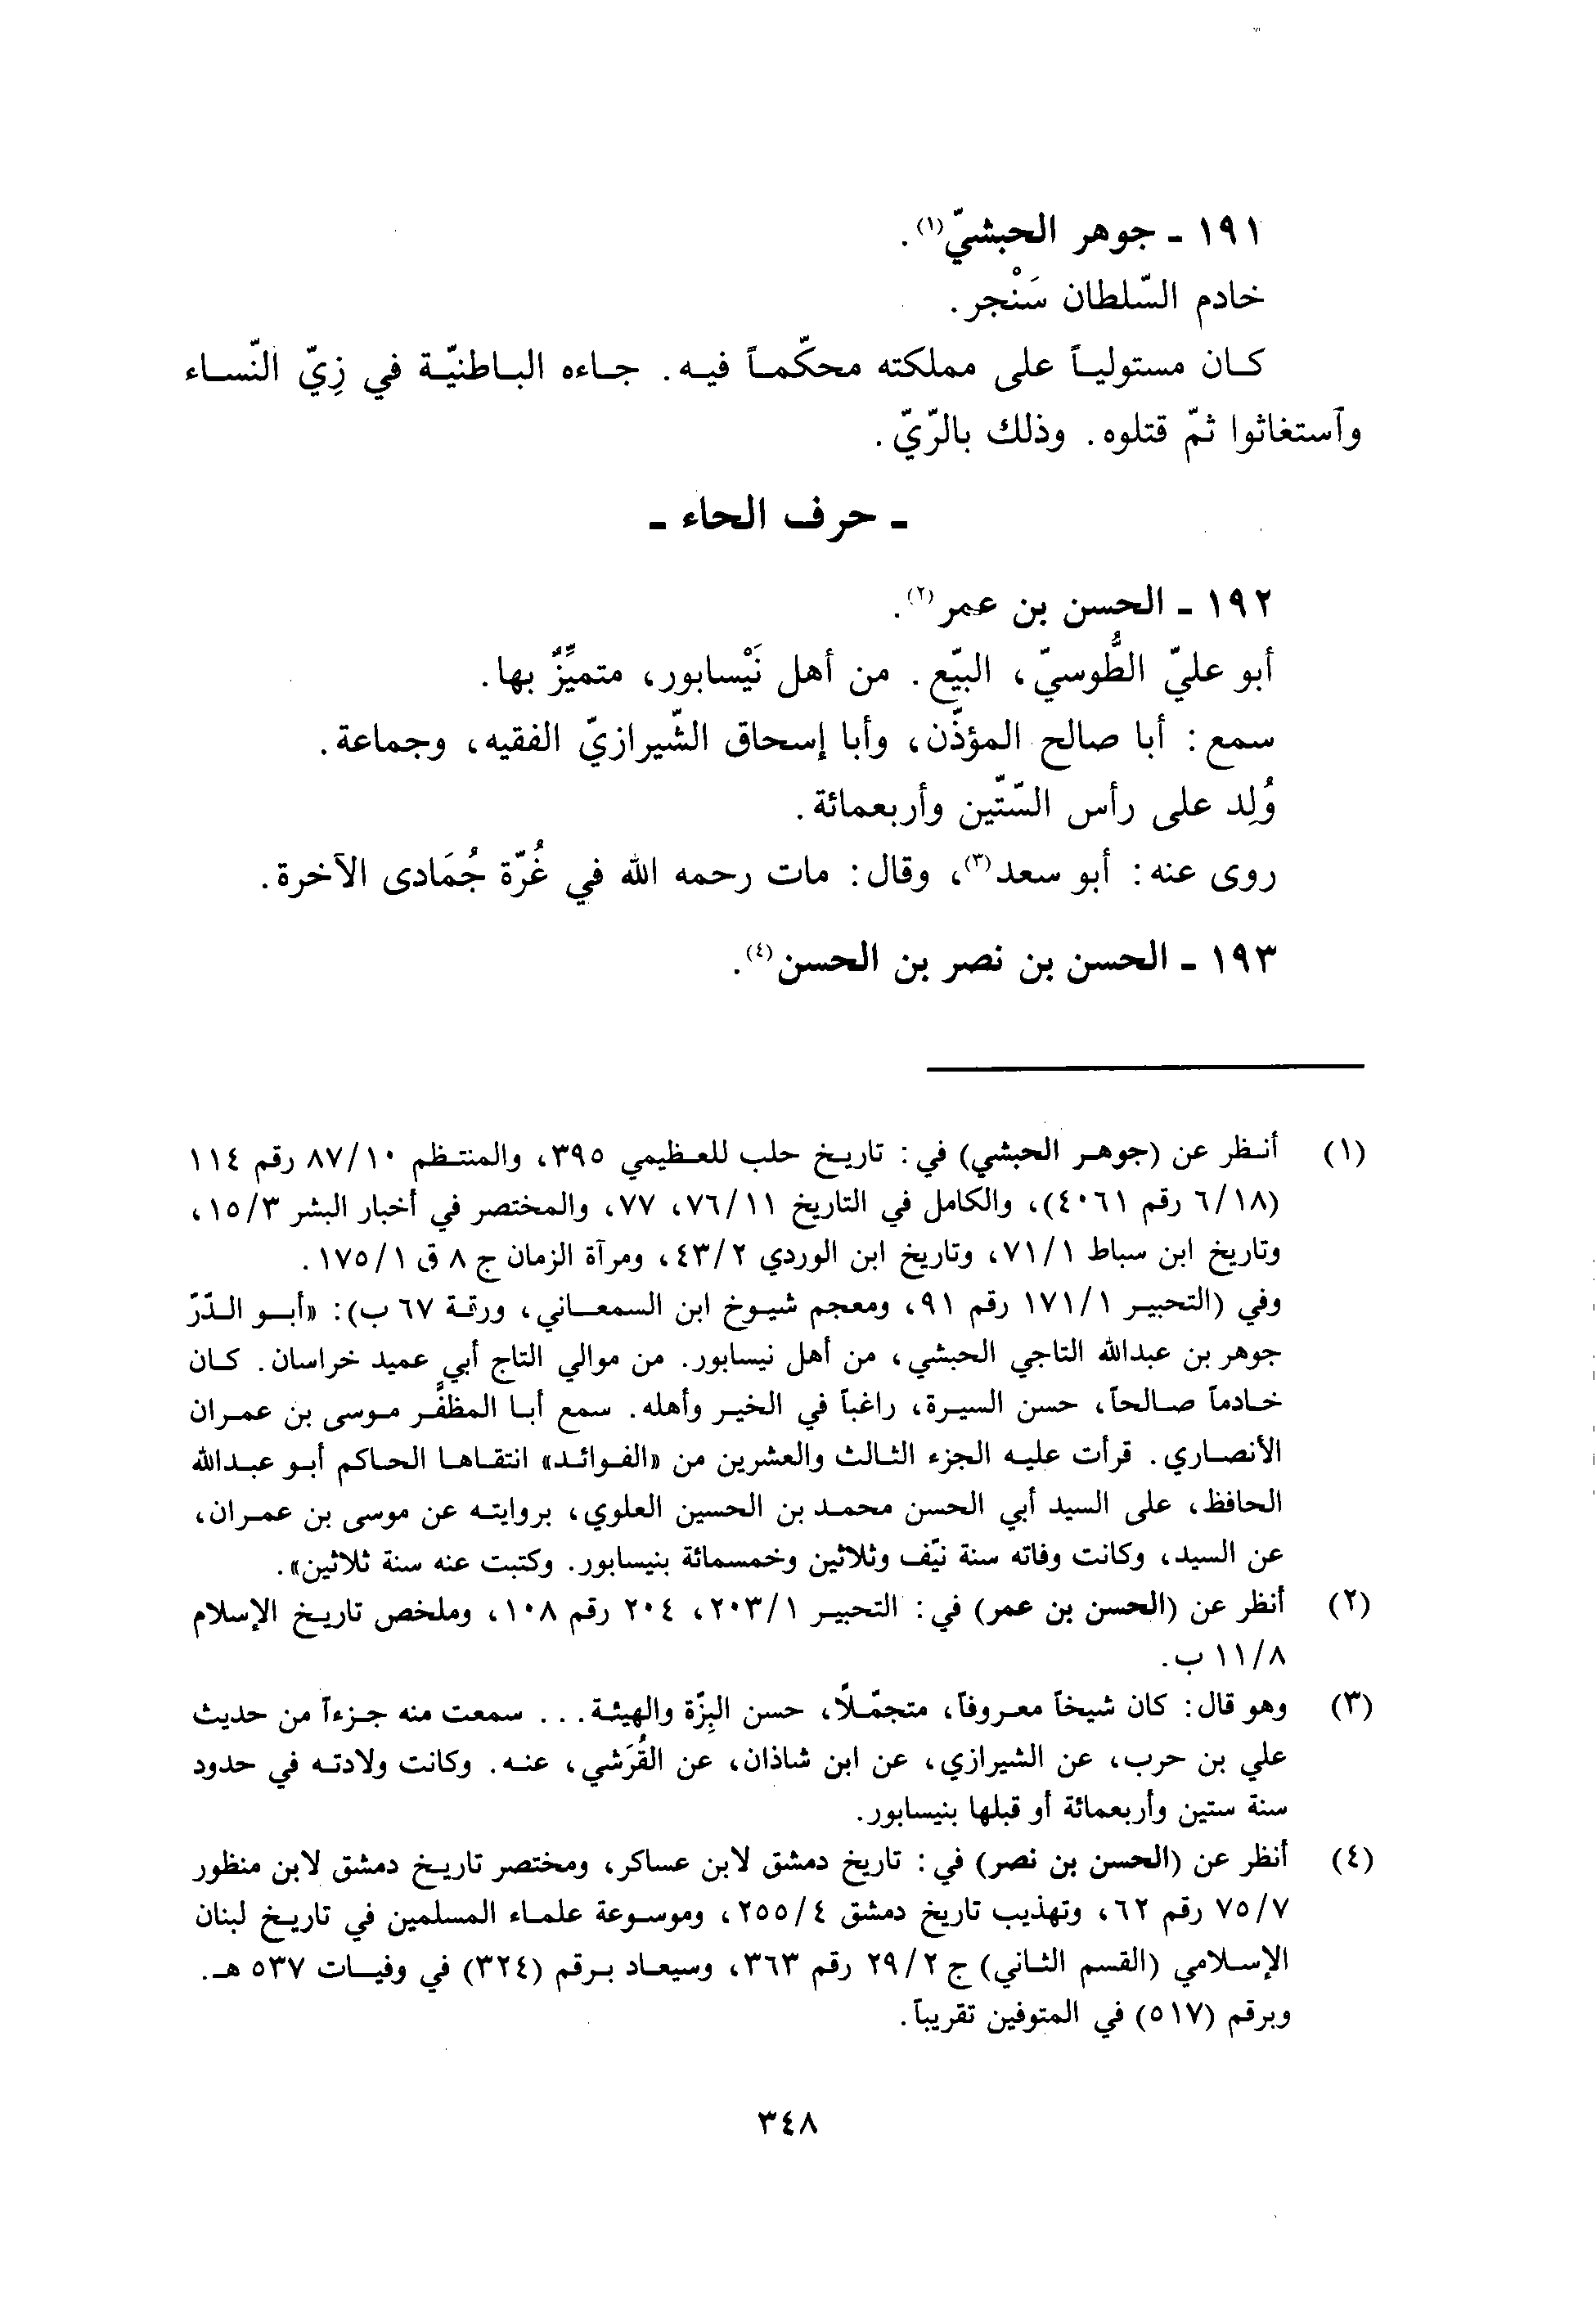 ١٩١ - جوهر الحبشيّ(١).
خادم السّلطان سَنْجر.
كان مستولياً على مملكته محكّماً فيه. جاءه الباطنيّة في زِيّ النّساء
وآستغاثوا ثمّ قتلوه. وذلك بالرّيّ.
- حرف الحاء -
١٩٢ - الحسن بن عمر(٢).
أبو عليّ الطُّوسيّ، البيّع. من أهل نَيْسابور، متميِّزٌ بها.
سمع: أبا صالح المؤذّن، وأبا إسحاق الشّيرازيّ الفقيه، وجماعة.
وُلِد على رأس السّتّين وأربعمائة.
روى عنه: أبو سعد(٣)، وقال: مات رحمه الله في غُرّة جُمَادى الآخرة.
١٩٣ - الحسن بن نصر بن الحسن(٤).
(١) أنظر عن (جوهر الحبشي) في: تاريخ حلب للعظيمي ٣٩٥، والمنتظم ٨٧/١٠ رقم ١١٤
(٦/١٨ رقم ٤٠٦١)، والكامل في التاريخ ٧٦/١١، ٧٧، والمختصر في أخبار البشر ١٥/٣،
وتاريخ ابن سباط ٧١/١، وتاريخ ابن الوردي ٤٣/٢، ومرآة الزمان ج ٨ ق ١٧٥/١.
وفي (التحبير ١٧١/١ رقم ٩١، ومعجم شيوخ ابن السمعاني، ورقة ٦٧ ب): «أبو الدّرّ
جوهر بن عبدالله التاجي الحبشي، من أهل نيسابور. من موالي التاج أبي عميد خراسان. كان
خادماً صالحاً، حسن السيرة، راغباً في الخير وأهله. سمع أبا المظفَّر موسى بن عمران
الأنصاري. قرأت عليه الجزء الثالث والعشرين من «الفوائد» انتقاها الحاكم أبو عبدالله
الحافظ، على السيد أبي الحسن محمد بن الحسين العلوي، بروايته عن موسى بن عمران،
عن السيد، وكانت وفاته سنة نيّف وثلاثين وخمسمائة بنيسابور. وكتبت عنه سنة ثلاثين».
(٢) أنظر عن (الحسن بن عمر) في: التحبير ٢٠٣/١، ٢٠٤ رقم ١٠٨، وملخص تاريخ الإسلام
١١/٨ ب.
(٣) وهو قال: كان شيخاً معروفاً، متجمّلاً، حسن البِزّة والهيئة... سمعت منه جزءاً من حديث
علي بن حرب، عن الشيرازي، عن ابن شاذان، عن القُرَشي، عنه. وكانت ولادته في حدود
سنة ستين وأربعمائة أو قبلها بنيسابور.
(٤) أنظر عن (الحسن بن نصر) في: تاريخ دمشق لابن عساكر، ومختصر تاريخ دمشق لابن منظور
٧٥/٧ رقم ٦٢، وتهذيب تاريخ دمشق ٢٥٥/٤، وموسوعة علماء المسلمين في تاريخ لبنان
الإسلامي (القسم الثاني) ج ٢٩/٢ رقم ٣٦٣، وسيعاد برقم (٣٢٤) في وفيات ٥٣٧ هـ.
وبرقم (٥١٧) في المتوفين تقريباً.
٣٤٨